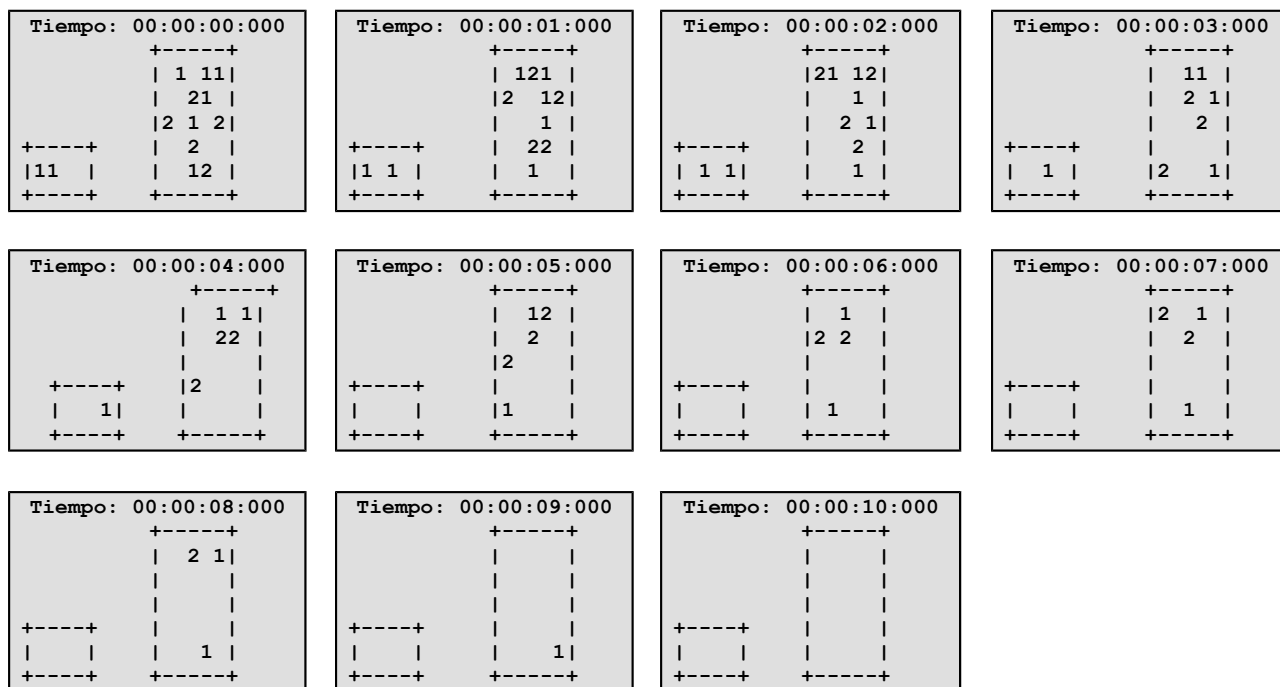 Tiempo: 00:00:00:000
          +-----+
          | 1 11|
          |  21 |
          |2 1 2|
+----+    |  2  |
|11  |    |  12 |
+----+    +-----+
Tiempo: 00:00:01:000
          +-----+
          | 121 |
          |2  12|
          |   1 |
+----+    |  22 |
|1 1 |    |  1  |
+----+    +-----+
Tiempo: 00:00:02:000
          +-----+
          |21 12|
          |   1 |
          |  2 1|
+----+    |   2 |
| 1 1|    |   1 |
+----+    +-----+
Tiempo: 00:00:03:000
          +-----+
          |  11 |
          |  2 1|
          |   2 |
+----+    |     |
|  1 |    |2   1|
+----+    +-----+
Tiempo: 00:00:04:000
           +-----+
          |  1 1|
          |  22 |
          |     |
+----+    |2    |
|   1|    |     |
+----+    +-----+
Tiempo: 00:00:05:000
          +-----+
          |  12 |
          |  2  |
          |2    |
+----+    |     |
|    |    |1    |
+----+    +-----+
Tiempo: 00:00:06:000
          +-----+
          |  1  |
          |2 2  |
          |     |
+----+    |     |
|    |    | 1   |
+----+    +-----+
Tiempo: 00:00:07:000
          +-----+
          |2  1 |
          |  2  |
          |     |
+----+    |     |
|    |    |  1  |
+----+    +-----+
Tiempo: 00:00:08:000
          +-----+
          |  2 1|
          |     |
          |     |
+----+    |     |
|    |    |   1 |
+----+    +-----+
Tiempo: 00:00:09:000
          +-----+
          |     |
          |     |
          |     |
+----+    |     |
|    |    |    1|
+----+    +-----+
Tiempo: 00:00:10:000
          +-----+
          |     |
          |     |
          |     |
+----+    |     |
|    |    |     |
+----+    +-----+